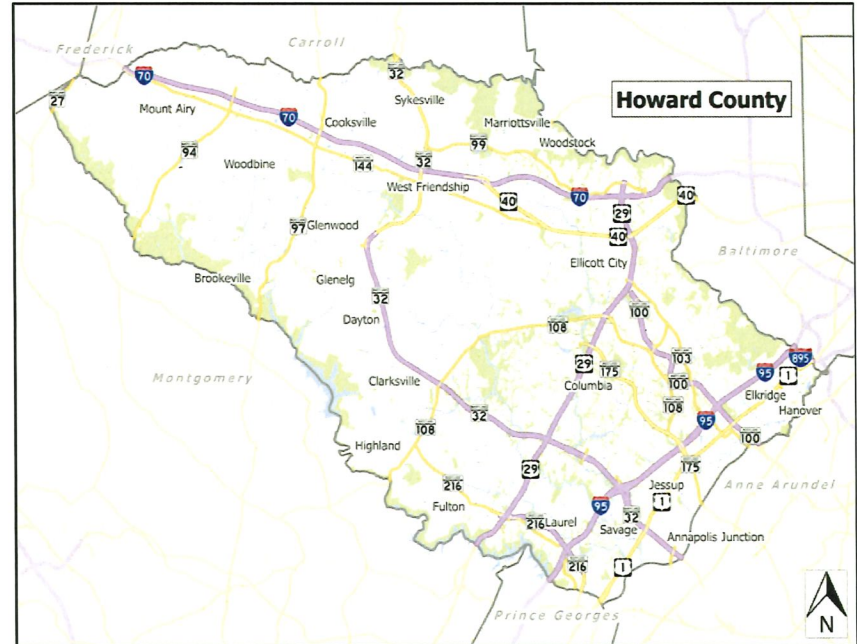 Carroll
Frederick
32
70
27
Howard County
Mount Airy
Sykesville
70
Cooksville
Marriottsville
94
99
Woodstock
Woodbine
144
32
West Friendship
70
40
40
29
97
Glenwood
40
Baltimore
Ellicott City
Brookeville
Glenelg
32
100
Dayton
108
103
895
95
1
Montgomery
29
175
Clarksville
Columbia
100
Elkridge
108
Hanover
32
108
95
100
Highland
29
175
216
Jessup
Anne Arundel
Fulton
95
1
216
Laurel
32
Savage
Annapolis Junction
216
1
Prince Georges
N